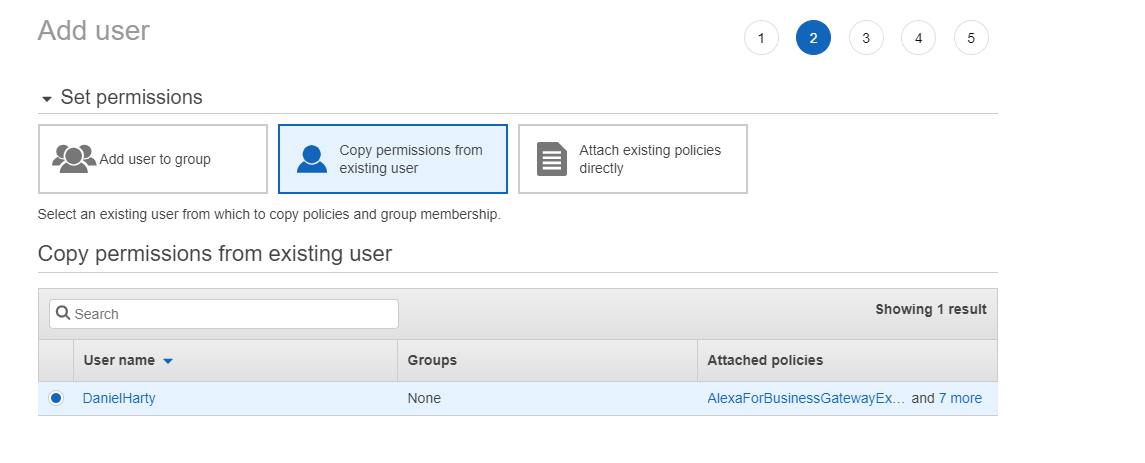 Add user
1 2 3 4 5
Set permissions
Add user to group
Copy permissions from
existing user
Attach existing policies
directly
Select an existing user from which to copy policies and group membership.
Copy permissions from existing user
Search
Showing 1 result
User name Groups Attached policies
DanielHarty None AlexaForBusinessGatewayEx... and 7 more